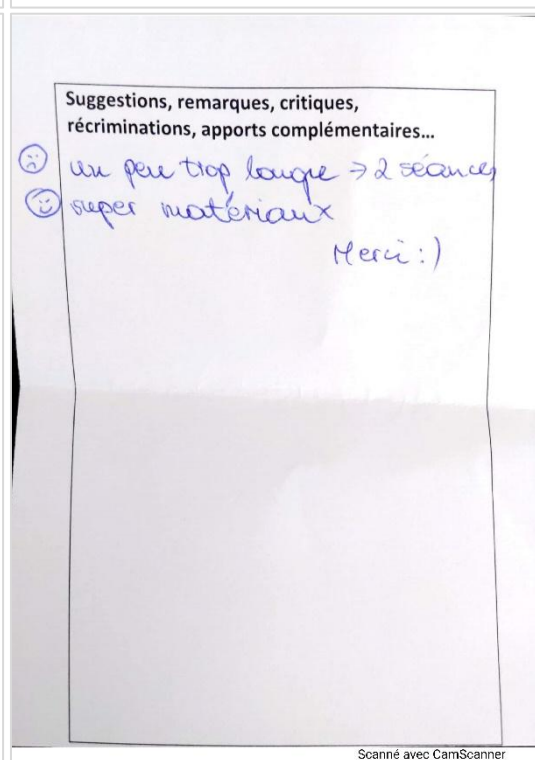 Suggestions, remarques, critiques,
récriminations, apports complémentaires...
un peu trop longue → 2 séances
super matériaux
Merci :)
Scanné avec CamScanner